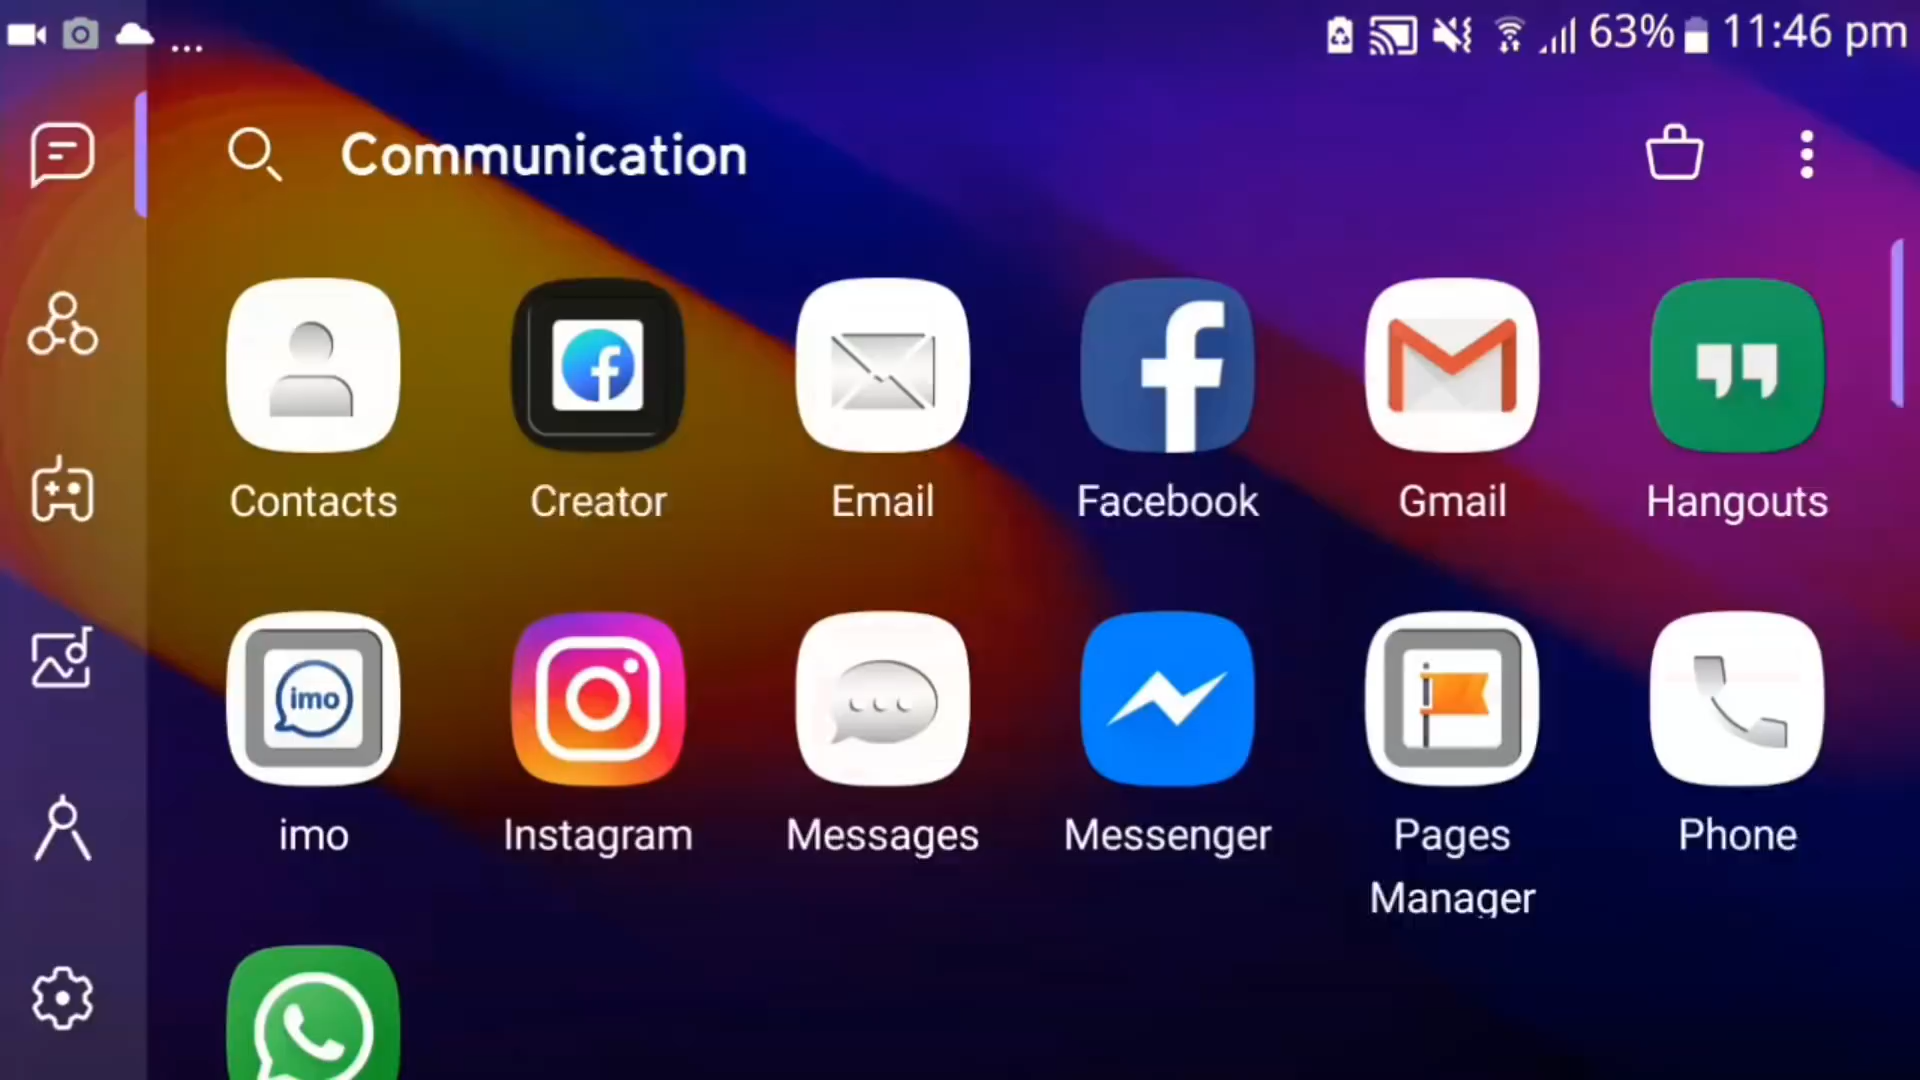 ... 63% 11:46 pm
Communication
Contacts Creator Email Facebook Gmail Hangouts
imo
imo Instagram Messages Messenger Pages Manager Phone